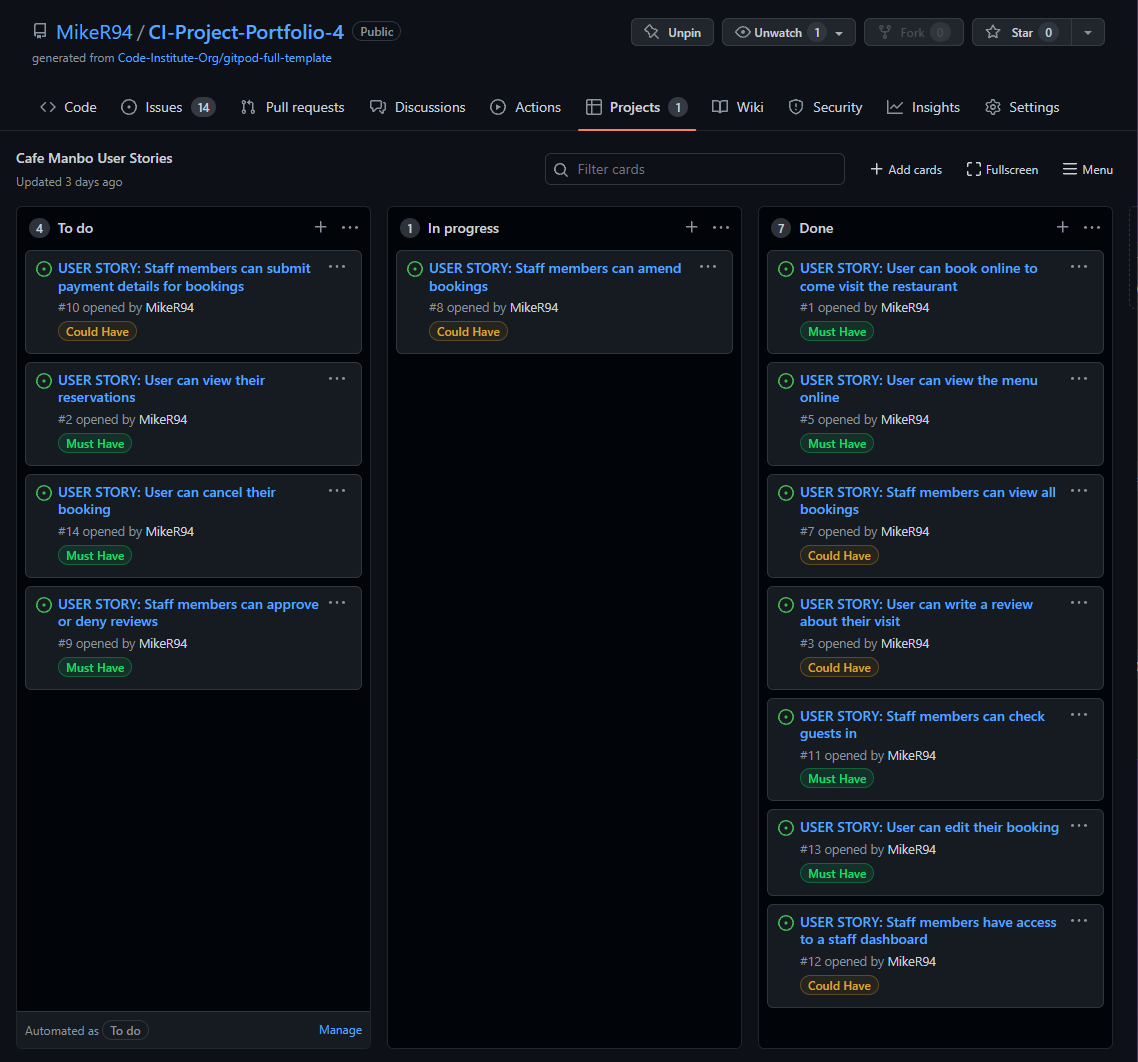 MikeR94 / CI-Project-Portfolio-4 Public
Unpin Unwatch 1 Fork 0 Star 0
generated from Code-Institute-Org/gitpod-full-template
Code Issues 14 Pull requests Discussions Actions Projects 1 Wiki Security Insights Settings
Cafe Manbo User Stories
Updated 3 days ago
Filter cards
Add cards Fullscreen Menu
4 To do
USER STORY: Staff members can submit
payment details for bookings
#10 opened by MikeR94
Could Have
USER STORY: User can view their
reservations
#2 opened by MikeR94
Must Have
USER STORY: User can cancel their
booking
#14 opened by MikeR94
Must Have
USER STORY: Staff members can approve
or deny reviews
#9 opened by MikeR94
Must Have
Automated as To do Manage
1 In progress
USER STORY: Staff members can amend
bookings
#8 opened by MikeR94
Could Have
7 Done
USER STORY: User can book online to
come visit the restaurant
#1 opened by MikeR94
Must Have
USER STORY: User can view the menu
online
#5 opened by MikeR94
Must Have
USER STORY: Staff members can view all
bookings
#7 opened by MikeR94
Could Have
USER STORY: User can write a review
about their visit
#3 opened by MikeR94
Could Have
USER STORY: Staff members can check
guests in
#11 opened by MikeR94
Must Have
USER STORY: User can edit their booking
#13 opened by MikeR94
Must Have
USER STORY: Staff members have access
to a staff dashboard
#12 opened by MikeR94
Could Have